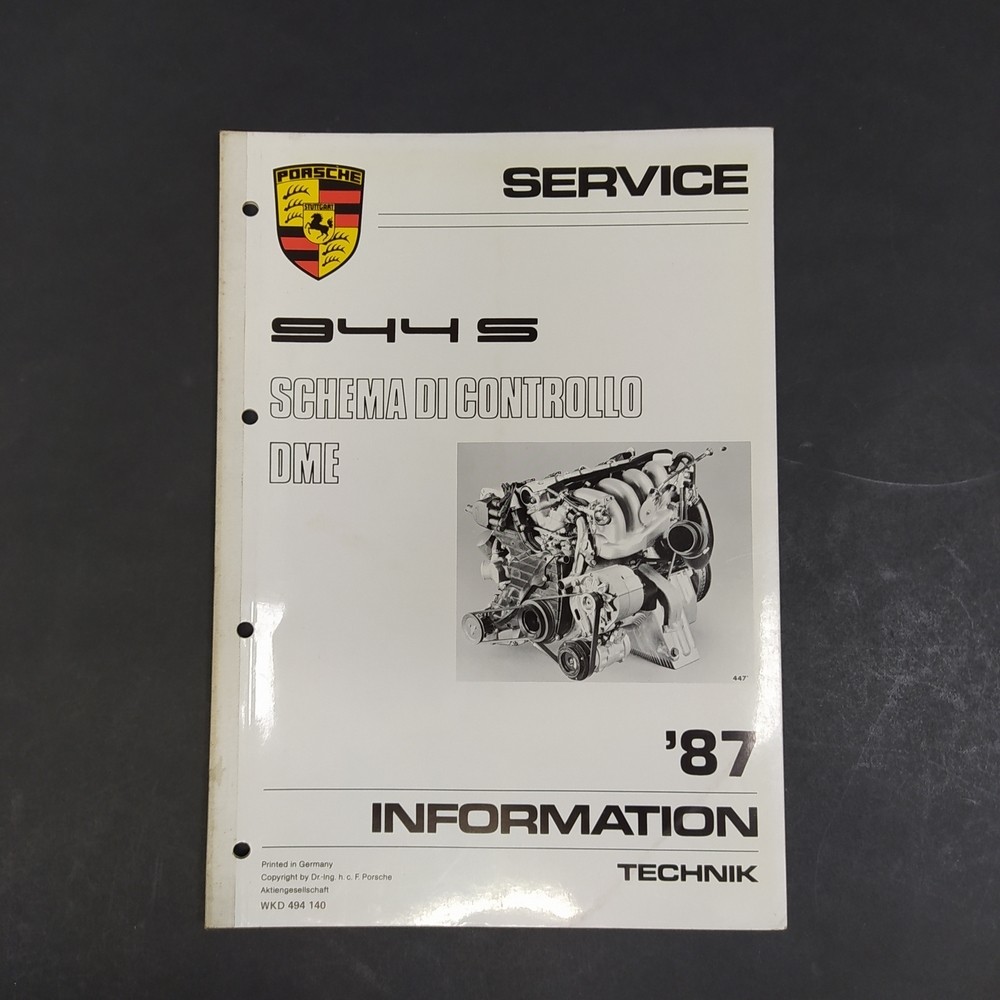 PORSCHE
STUTTGART
SERVICE
944 S
SCHEMA DI CONTROLLO
DME
447
'87
INFORMATION
TECHNIK
Printed in Germany
Copyright by Dr.-Ing. h. c. F. Porsche
Aktiengesellschaft
WKD 494 140